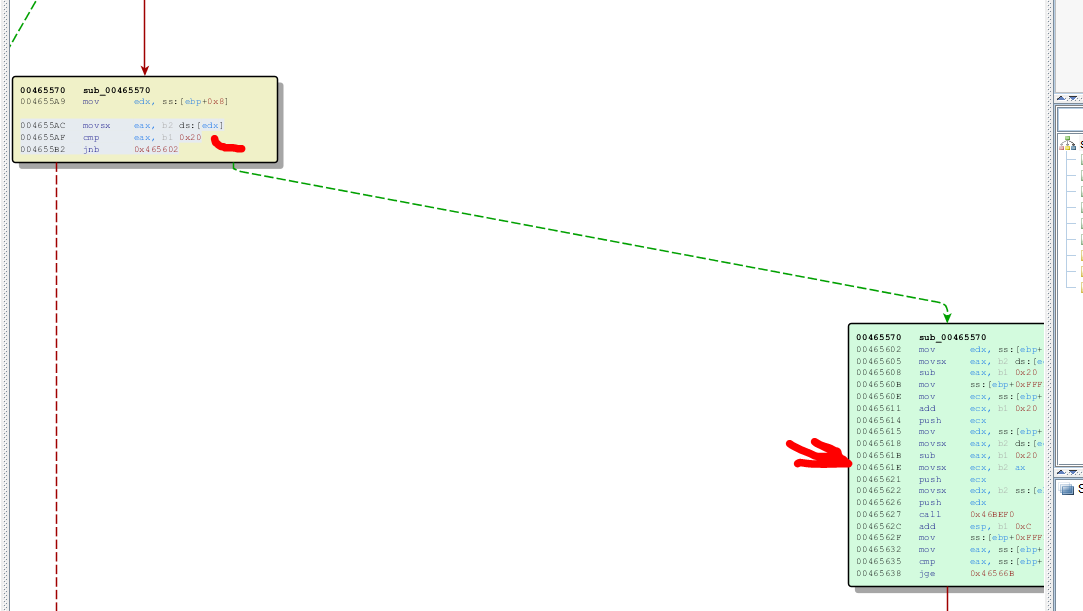 00465570 sub_00465570
004655A9 mov edx, ss:[ebp+0x8]
004655AC movsx eax, b2 ds:[edx]
004655AF cmp eax, b1 0x20
004655B2 jnb 0x465602
00465570 sub_00465570
00465602 mov edx, ss:[ebp+
00465605 movsx eax, b2 ds:[e
00465608 sub eax, b1 0x20
0046560B mov ss:[ebp+0xFFF
0046560E mov ecx, ss:[ebp+
00465611 add ecx, b1 0x20
00465614 push ecx
00465615 mov edx, ss:[ebp+
00465618 movsx eax, b2 ds:[e
0046561B sub eax, b1 0x20
0046561E movsx ecx, b2 ax
00465621 push ecx
00465622 movsx edx, b2 ss:[e
00465626 push edx
00465627 call 0x46BEF0
0046562C add esp, b1 0xC
0046562F mov ss:[ebp+0xFFF
00465632 mov eax, ss:[ebp+
00465635 cmp eax, ss:[ebp+
00465638 jge 0x46566B